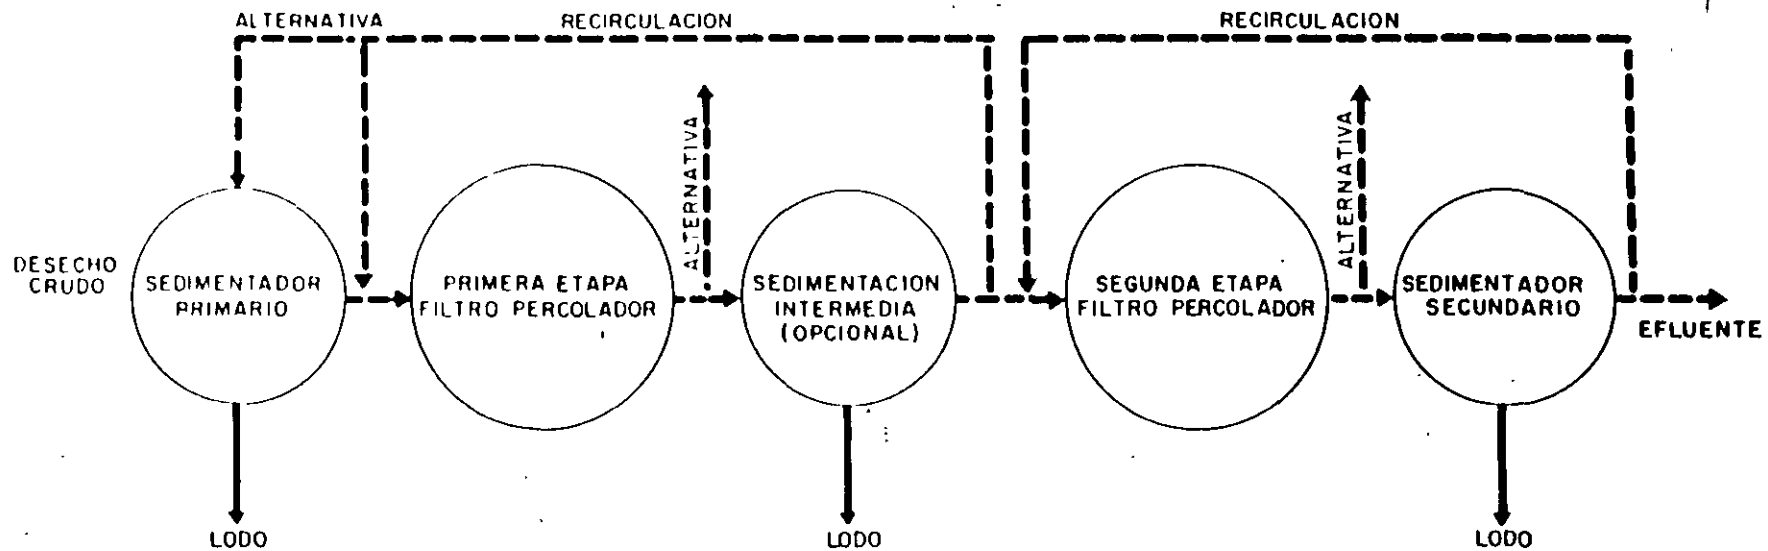 ALTERNATIVA
RECIRCULACION
RECIRCULACION
ALTERNATIVA
ALTERNATIVA
DESECHO
CRUDO
SEDIMENTADOR
PRIMARIO
PRIMERA ETAPA
FILTRO PERCOLADOR
SEDIMENTACION
INTERMEDIA
(OPCIONAL)
SEGUNDA ETAPA
FILTRO PERCOLADOR
SEDIMENTADOR
SECUNDARIO
EFLUENTE
LODO
LODO
LODO